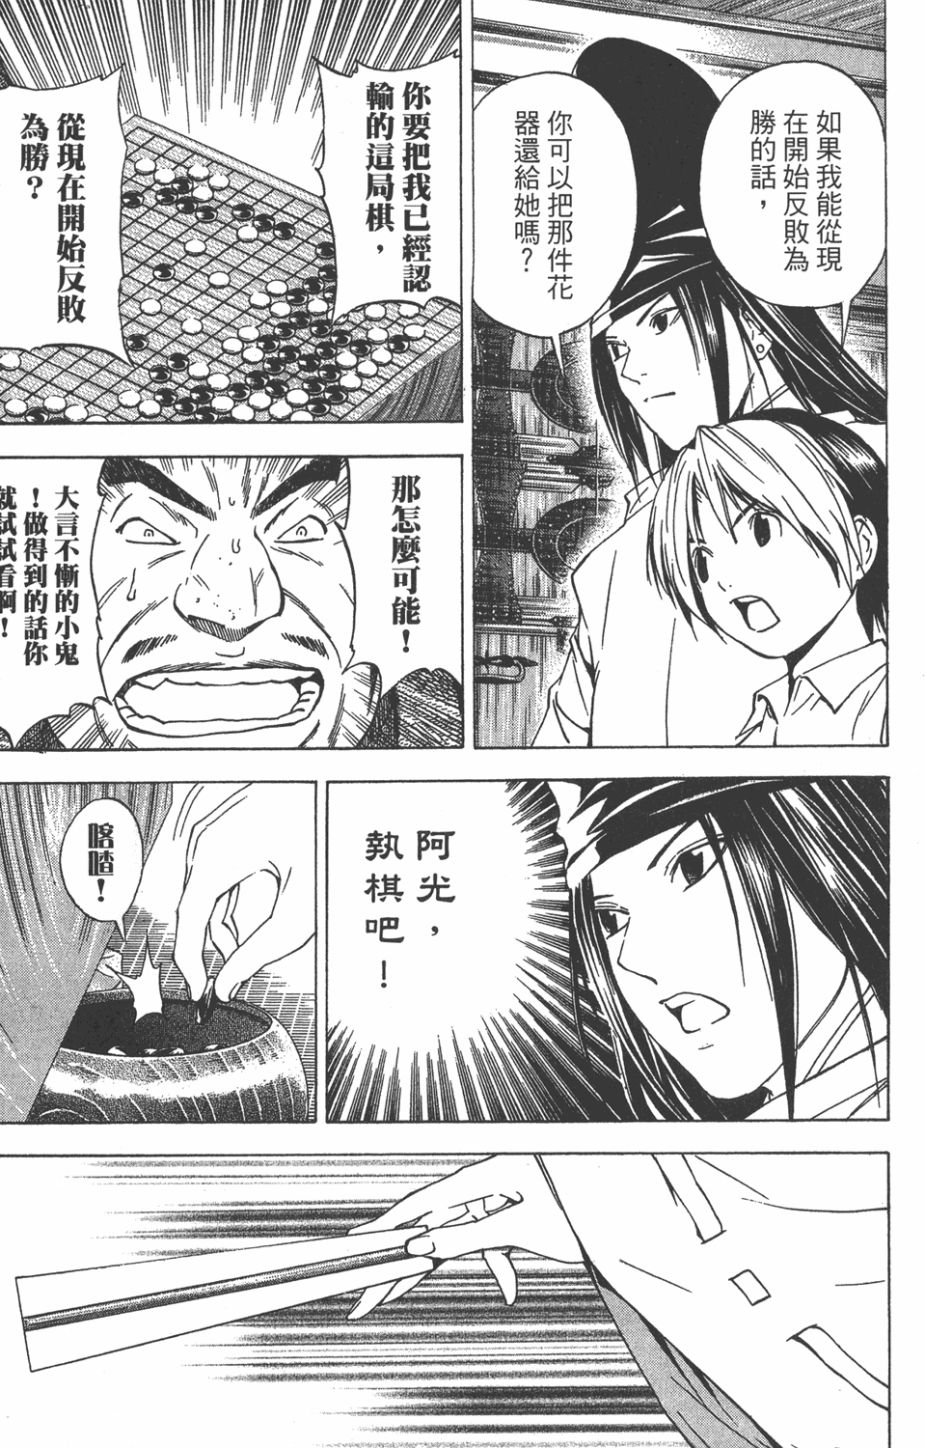 如果我能從現
在開始反敗為
勝的話，
你可以把那件花
器還給她嗎？
你要把我已經認
輸的這局棋，
從現在開始反敗
為勝？
那怎麼可能！
大言不慚的小鬼
！做得到的話你
就試試看啊！
阿光，
執棋吧！
喀喳！